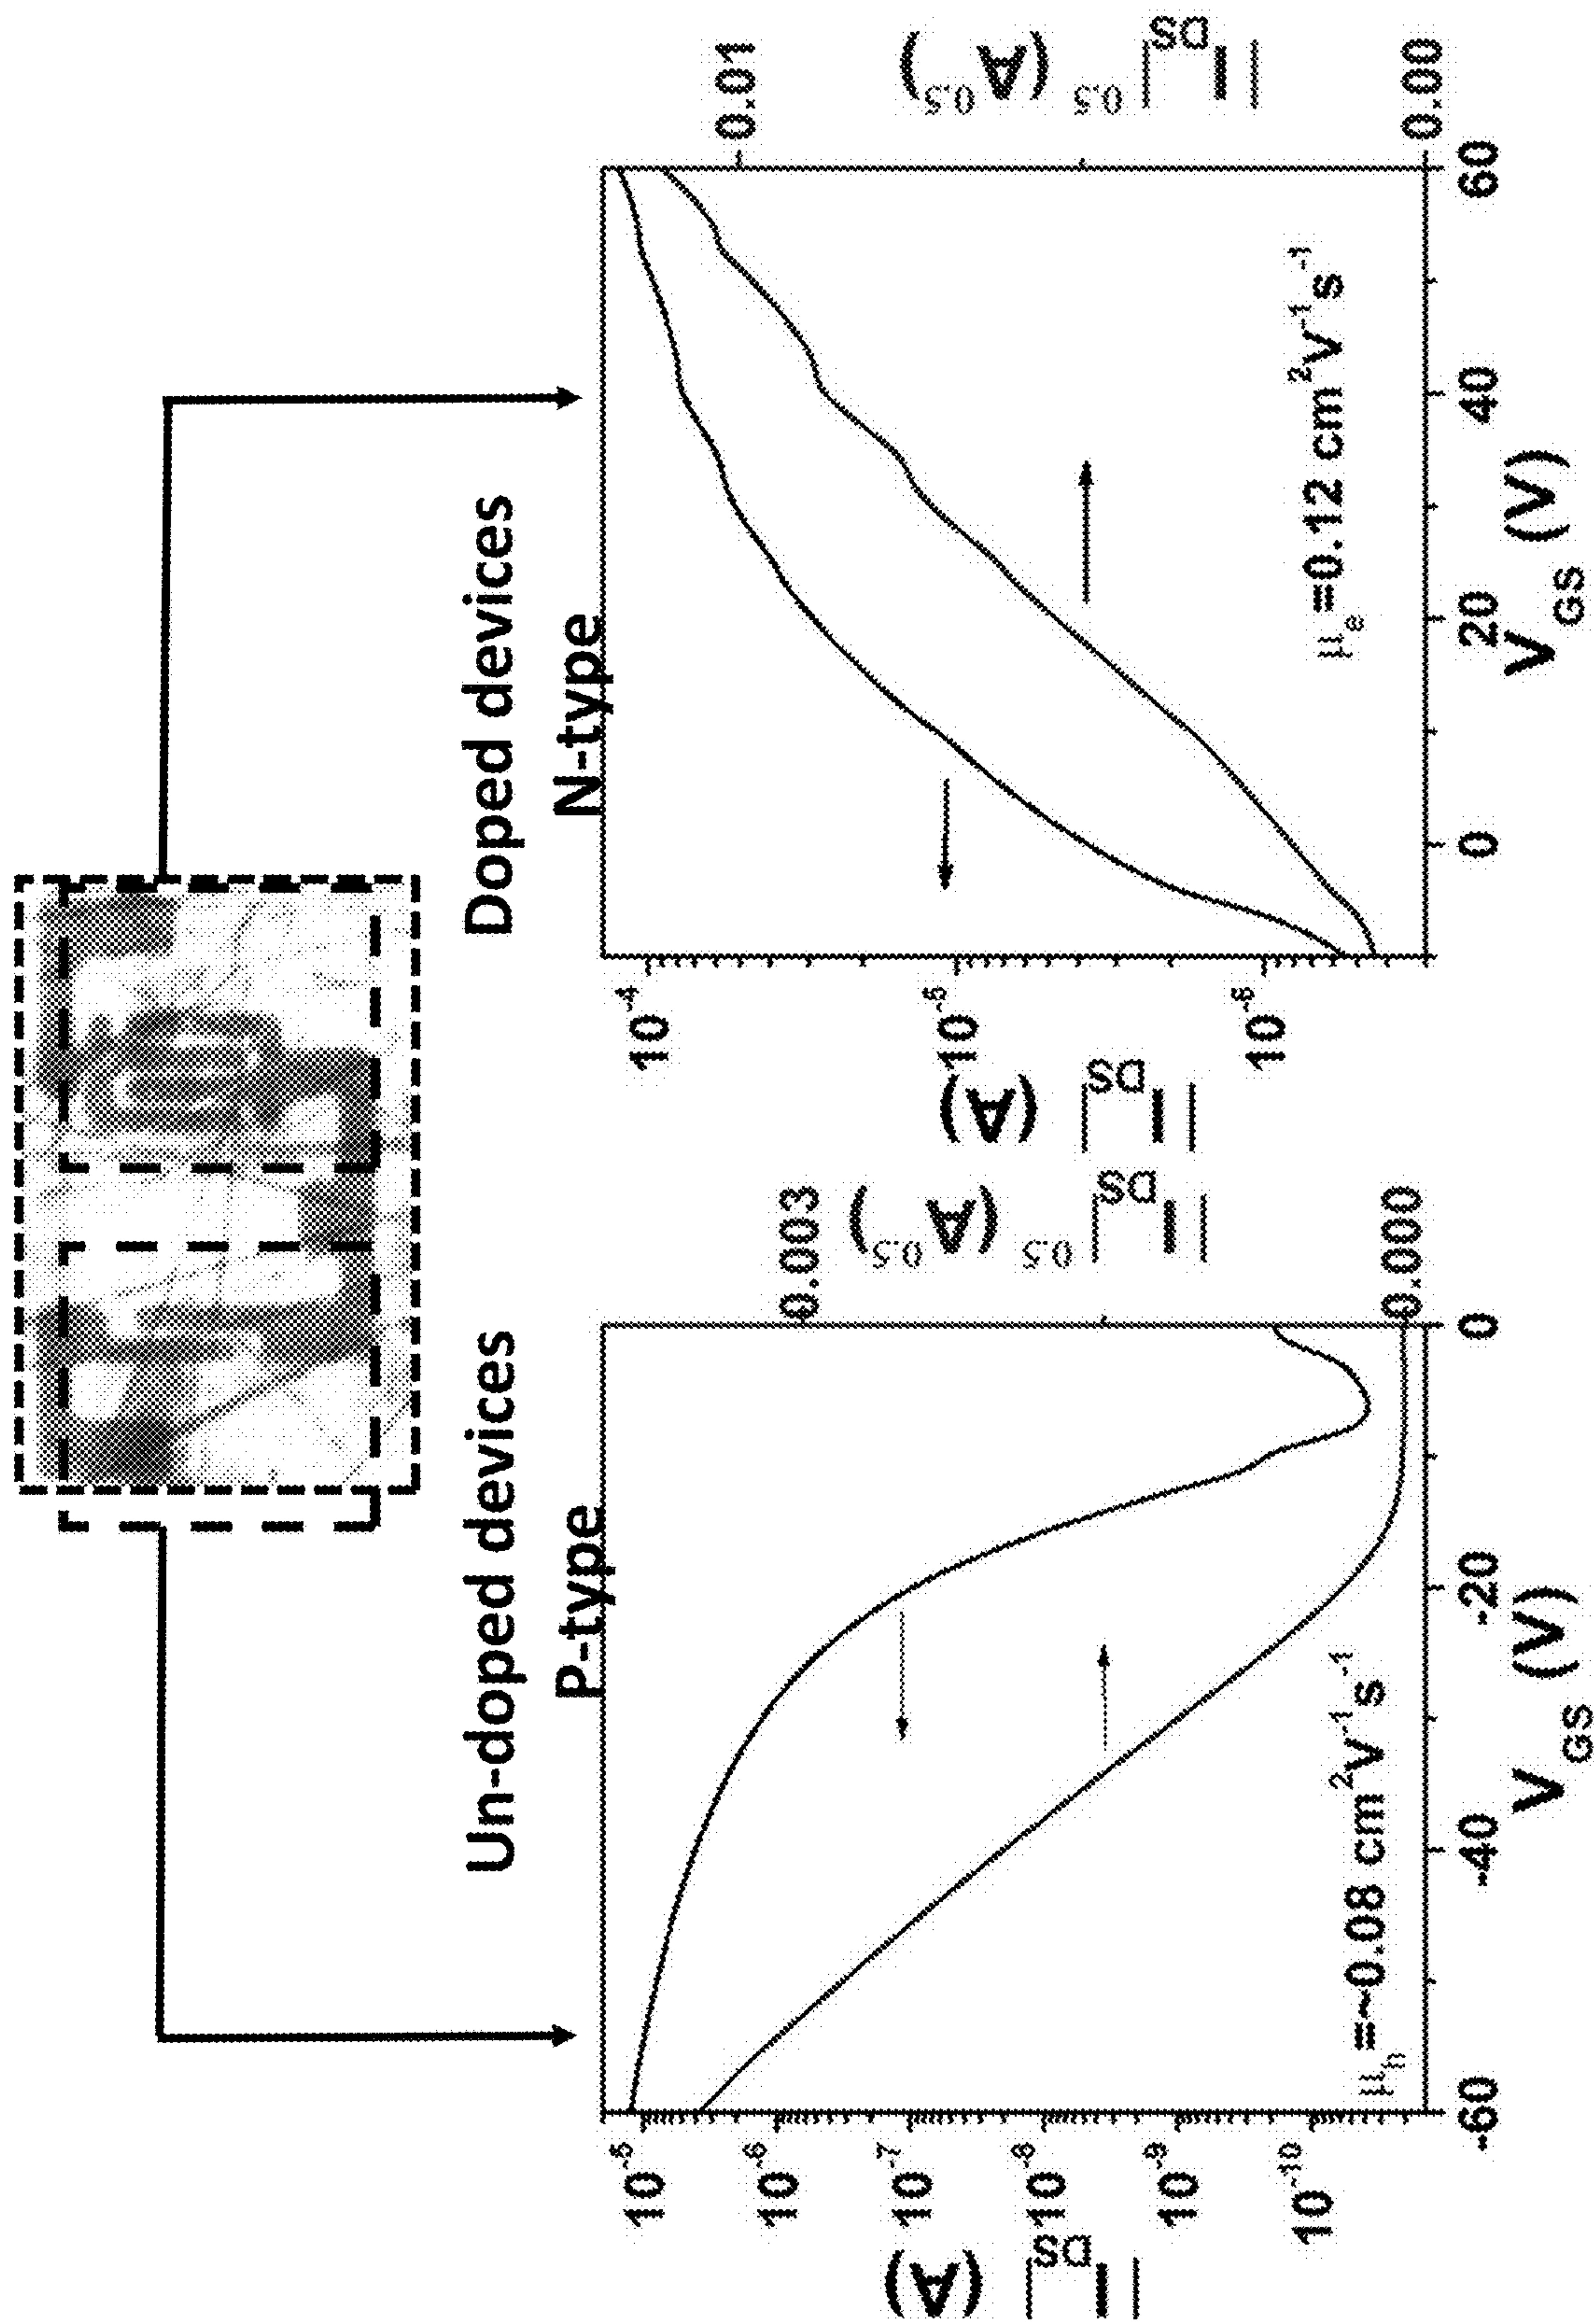 Un-doped devices
P-type
|I_DS| (A)
10^-5
10^-6
10^-7
10^-8
10^-9
10^-10
μ_h =~0.08 cm^2V^-1s^-1
-60
-40
-20
0
V_GS (V)
0.003
0.000
|I_DS|^0.5 (A^0.5)
Doped devices
N-type
|I_DS| (A)
10^-4
10^-5
10^-6
μ_e =0.12 cm^2V^-1s^-1
0
20
40
60
V_GS (V)
0.01
0.00
|I_DS|^0.5 (A^0.5)